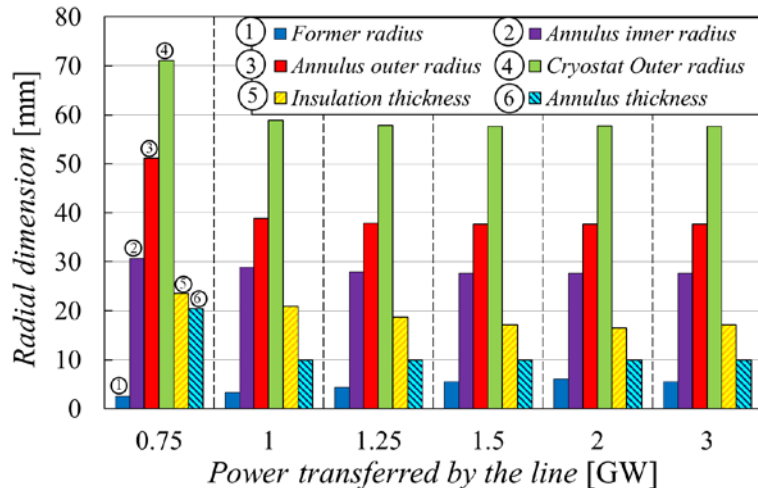 80
70
60
50
40
30
20
10
0
Radial dimension [mm]
① Former radius ② Annulus inner radius
③ Annulus outer radius ④ Cryostat Outer radius
⑤ Insulation thickness ⑥ Annulus thickness
①
②
③
④
⑤
⑥
0.75 1 1.25 1.5 2 3
Power transferred by the line [GW]